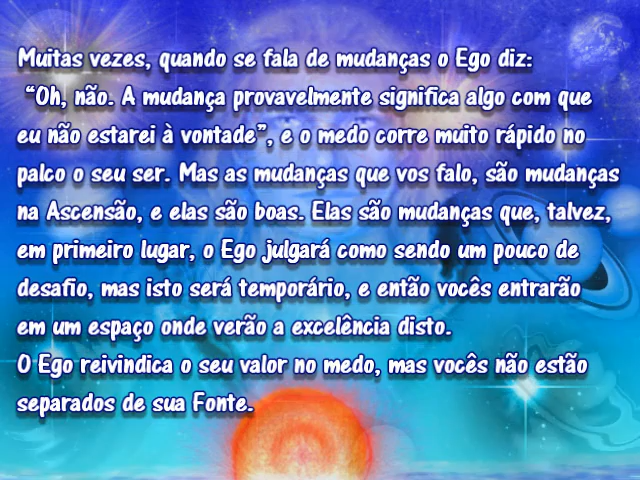 Muitas vezes, quando se fala de mudanças o Ego diz:
“Oh, não. A mudança provavelmente significa algo com que
eu não estarei à vontade”, e o medo corre muito rápido no
palco o seu ser. Mas as mudanças que vos falo, são mudanças
na Ascensão, e elas são boas. Elas são mudanças que, talvez,
em primeiro lugar, o Ego julgará como sendo um pouco de
desafio, mas isto será temporário, e então vocês entrarão
em um espaço onde verão a excelência disto.
O Ego reivindica o seu valor no medo, mas vocês não estão
separados de sua Fonte.